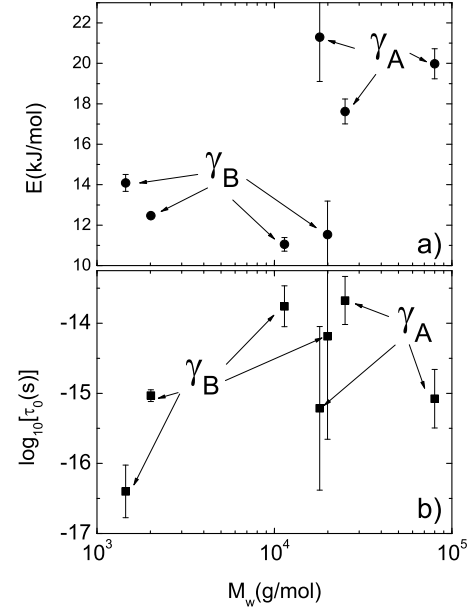 22
20
18
16
14
12
10
E(kJ/mol)
γA
γB
a)
-14
-15
-16
-17
log10[τ0(s)]
γA
γB
b)
10³ 10⁴ 10⁵
Mw(g/mol)